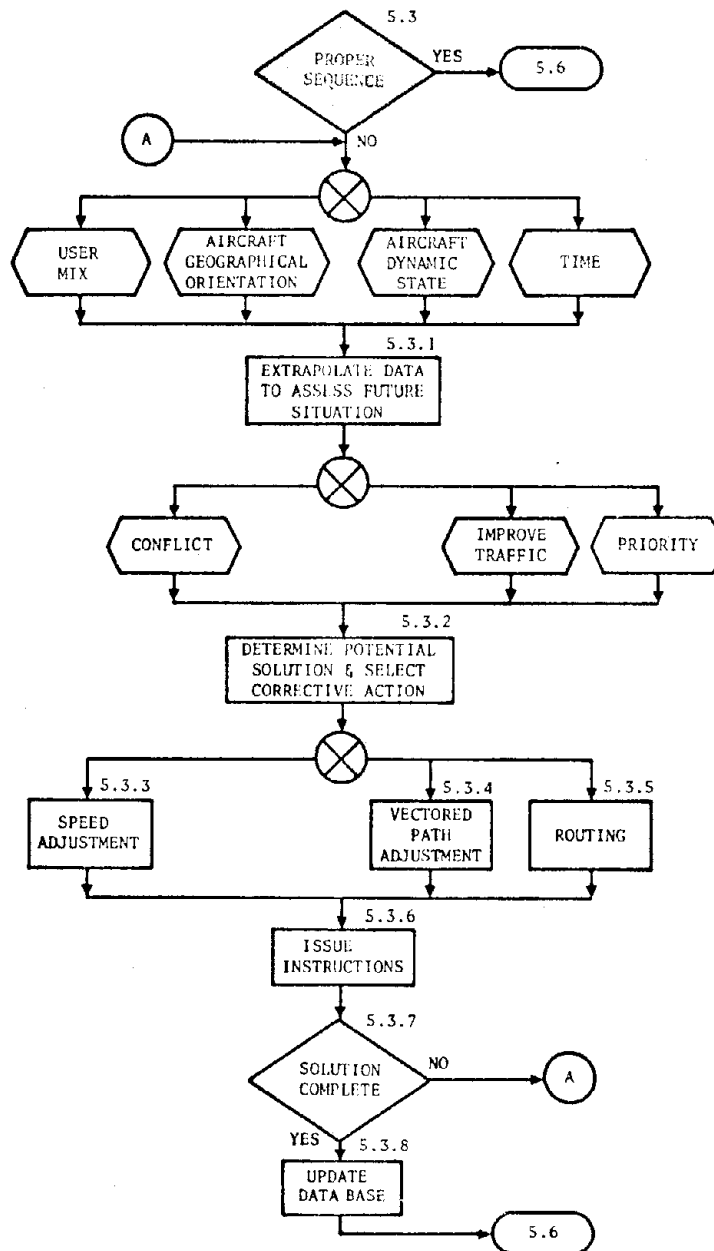 5.3
PROPER
SEQUENCE
YES
5.6
A
NO
USER
MIX
AIRCRAFT
GEOGRAPHICAL
ORIENTATION
AIRCRAFT
DYNAMIC
STATE
TIME
5.3.1
EXTRAPOLATE DATA
TO ASSESS FUTURE
SITUATION
CONFLICT
IMPROVE
TRAFFIC
PRIORITY
5.3.2
DETERMINE POTENTIAL
SOLUTION & SELECT
CORRECTIVE ACTION
5.3.3
SPEED
ADJUSTMENT
5.3.4
VECTORED
PATH
ADJUSTMENT
5.3.5
ROUTING
5.3.6
ISSUE
INSTRUCTIONS
5.3.7
SOLUTION
COMPLETE
NO
A
YES
5.3.8
UPDATE
DATA BASE
5.6